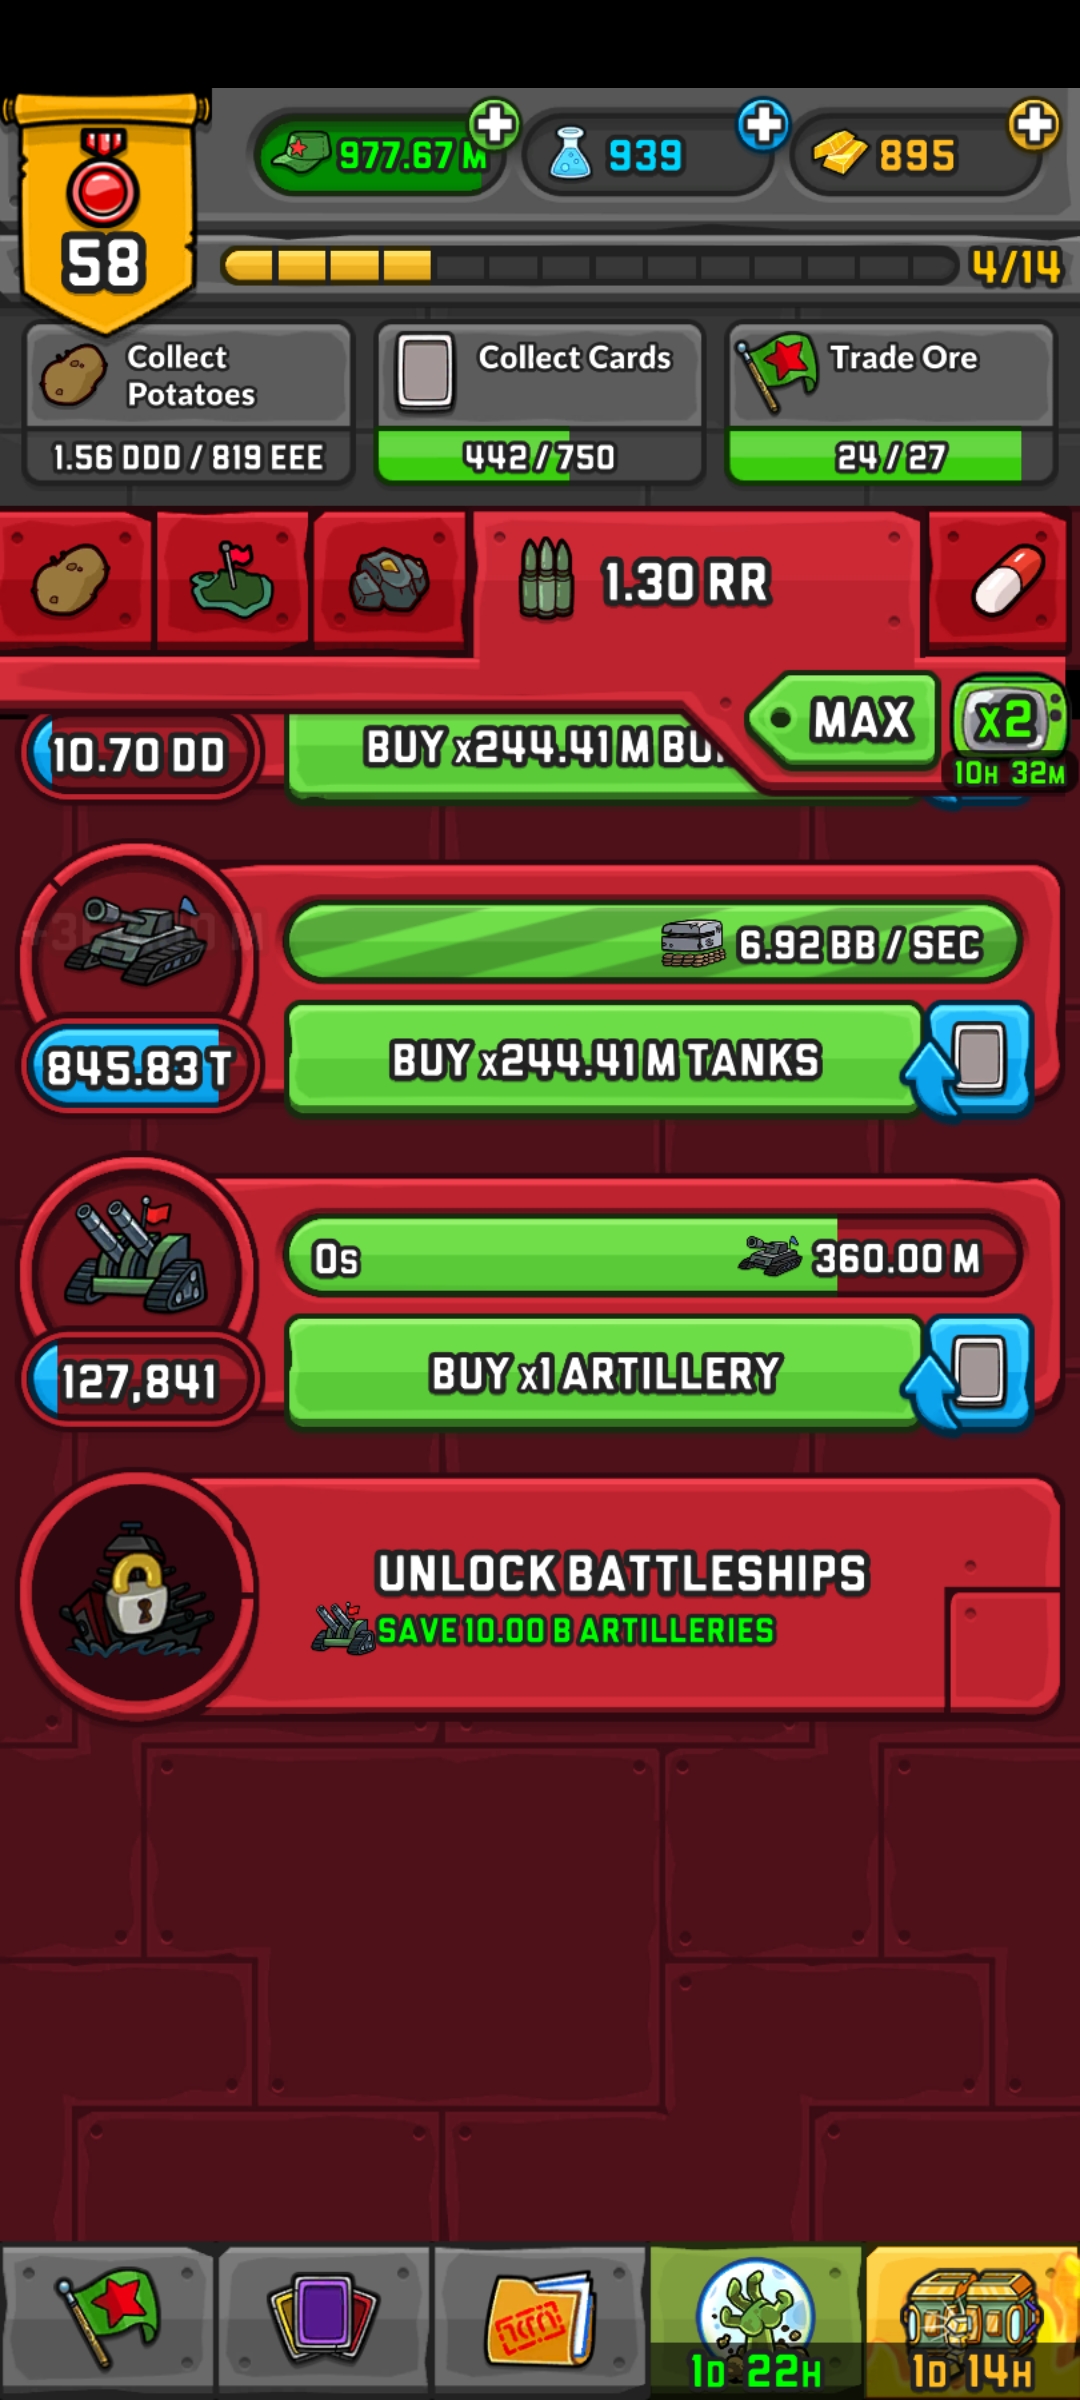 58
977.67 M
939
895
4/14
Collect
Potatoes
1.56 DDD / 819 EEE
Collect Cards
442/750
Trade Ore
24/27
1.30 RR
MAX
x2
10H 32M
10.70 DD
BUY x244.41 M
6.92 BB / SEC
845.83 T
BUY x244.41 M TANKS
0s
360.00 M
127,841
BUY x1 ARTILLERY
UNLOCK BATTLESHIPS
SAVE 10.00 B ARTILLERIES
1D 22H
1D 14H